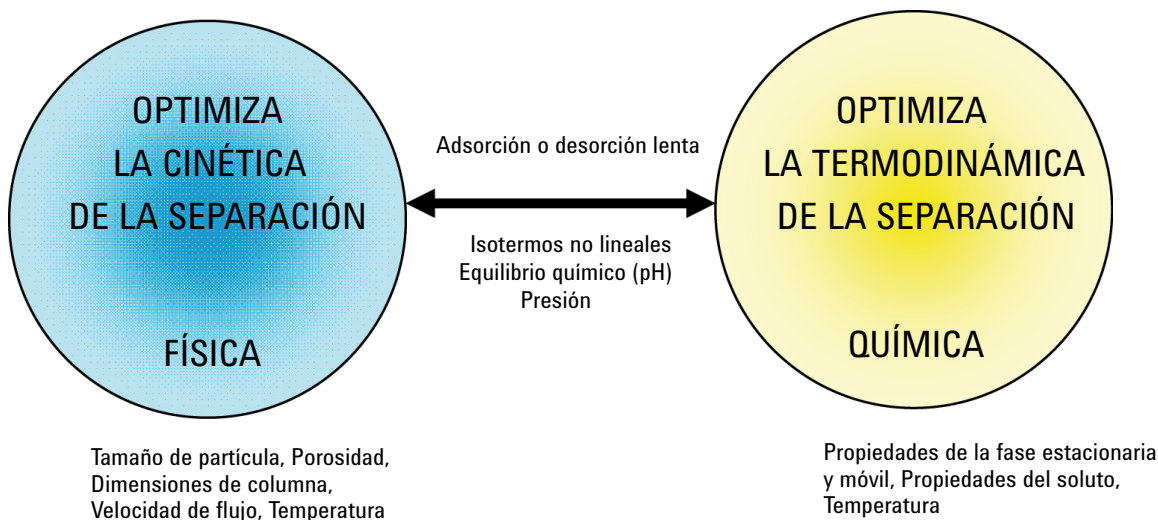 OPTIMIZA
LA CINÉTICA
DE LA SEPARACIÓN
FÍSICA
Tamaño de partícula, Porosidad,
Dimensiones de columna,
Velocidad de flujo, Temperatura
Adsorción o desorción lenta
Isotermos no lineales
Equilibrio químico (pH)
Presión
OPTIMIZA
LA TERMODINÁMICA
DE LA SEPARACIÓN
QUÍMICA
Propiedades de la fase estacionaria
y móvil, Propiedades del soluto,
Temperatura